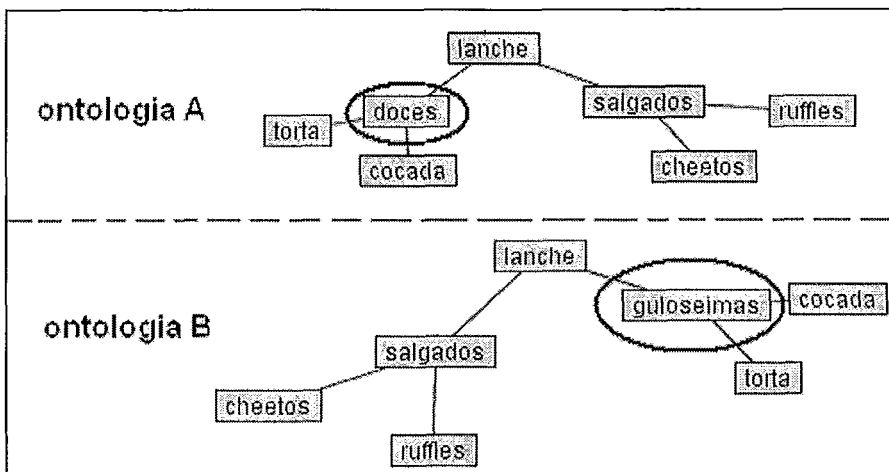 lanche
ontologia A
doces
salgados
ruffles
torta
cocada
cheetos
lanche
guloseimas
cocada
ontologia B
salgados
torta
cheetos
ruffles